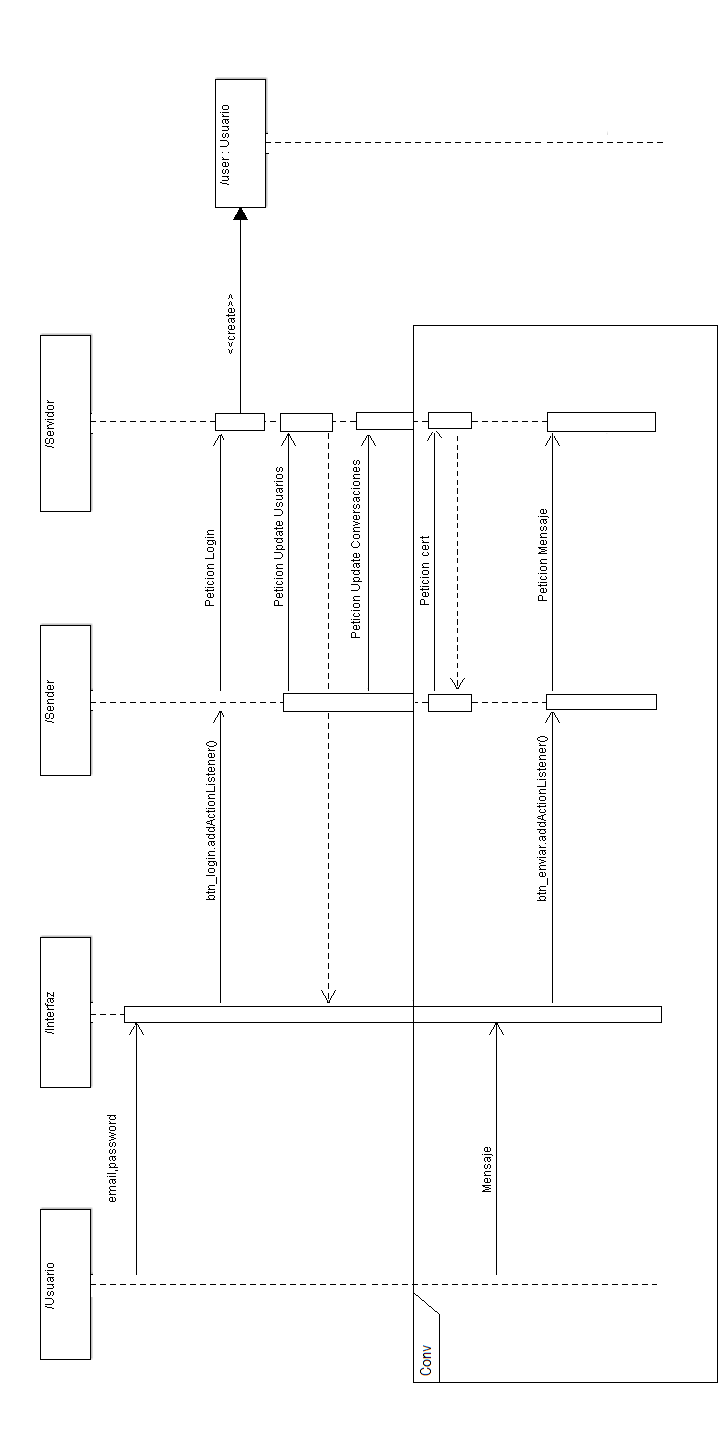 /Usuario
/Interfaz
/Sender
/Servidor
/user : Usuario
email,password
btn_login.addActionListener()
Peticion Login
<<create>>
Peticion Update Usuarios
Peticion Update Conversaciones
Conv
Peticion cert
Mensaje
btn_enviar.addActionListener()
Peticion Mensaje